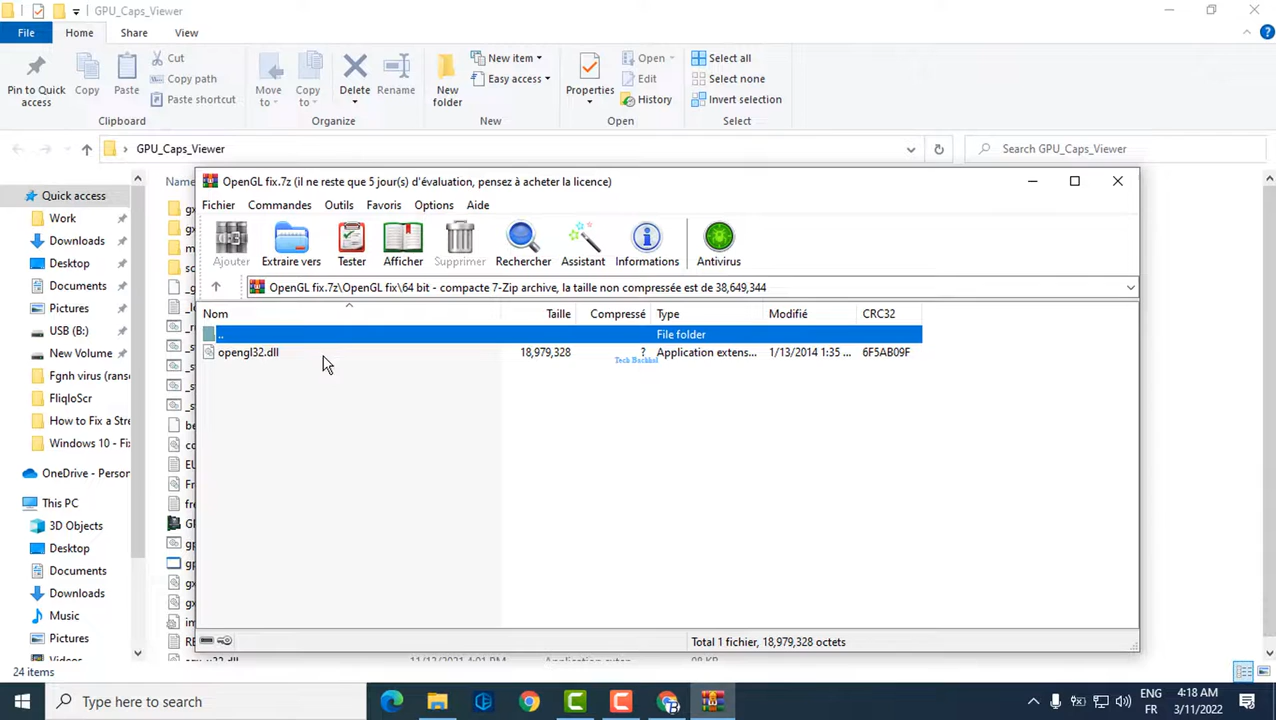 GPU_Caps_Viewer
File Home Share View
Pin to Quick access
Copy
Paste
Cut
Copy path
Paste shortcut
Move to
Copy to
Delete
Rename
New folder
New item
Easy access
Properties
Open
Edit
History
Select all
Select none
Invert selection
Clipboard Organize New Open Select
GPU_Caps_Viewer
Search GPU_Caps_Viewer
Quick access
Work
Downloads
Desktop
Documents
Pictures
USB (B:)
New Volume
Fgnh virus (ranso
FliqloScr
How to Fix a Stre
Windows 10 - Fix
OneDrive - Person
This PC
3D Objects
Desktop
Documents
Downloads
Music
Pictures
Videos
Name
OpenGL fix.7z (il ne reste que 5 jour(s) d'évaluation, pensez à acheter la licence)
Fichier Commandes Outils Favoris Options Aide
Ajouter Extraire vers Tester Afficher Supprimer Rechercher Assistant Informations Antivirus
OpenGL fix.7z\OpenGL fix\64 bit - compacte 7-Zip archive, la taille non compressée est de 38,649,344
Nom Taille Compressé Type Modifié CRC32
.. File folder
opengl32.dll 18,979,328 ? Application extens... 1/13/2014 1:35 ... 6F5AB09F
Total 1 fichier, 18,979,328 octets
24 items
Type here to search
ENG
FR
4:18 AM
3/11/2022